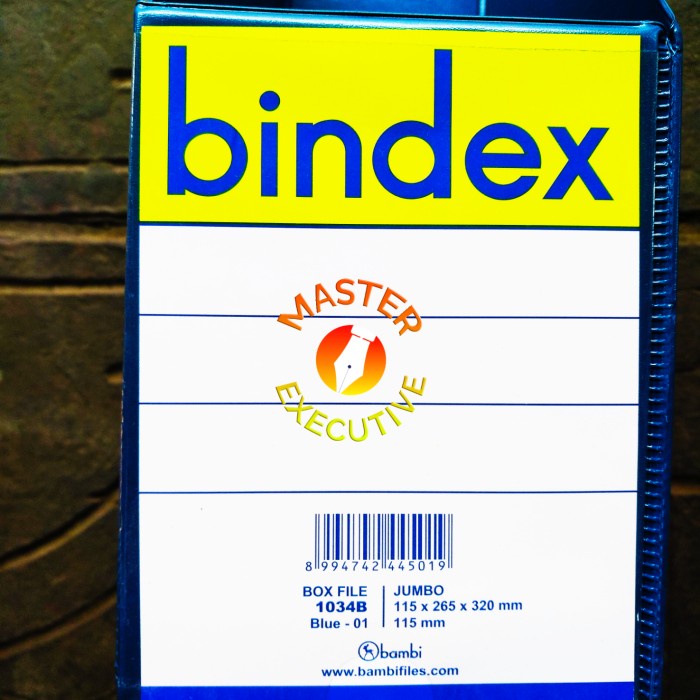 bindex
MASTER
EXECUTIVE
8 994742 445019
BOX FILE
1034B
Blue - 01
JUMBO
115 x 265 x 320 mm
115 mm
bambi
www.bambifiles.com